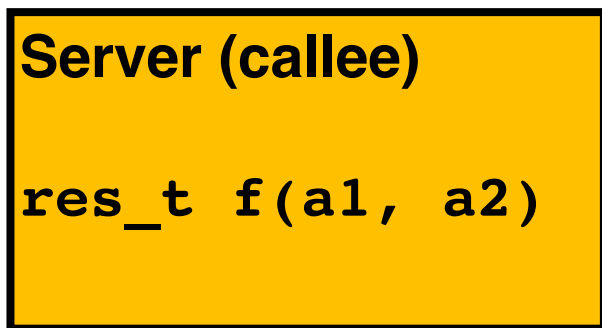 Server (callee)
res_t f(a1, a2)